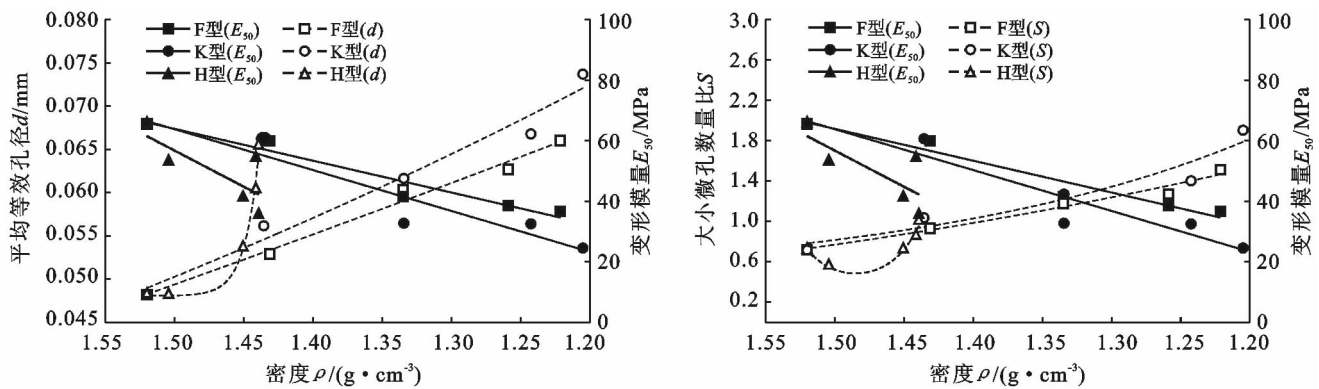 0.080
0.075
0.070
0.065
0.060
0.055
0.050
0.045
平均等效孔径d/mm
F型(E₅₀)
F型(d)
K型(E₅₀)
K型(d)
H型(E₅₀)
H型(d)
100
80
60
40
20
0
变形模量E₅₀/MPa
1.55 1.50 1.45 1.40 1.35 1.30 1.25 1.20
密度ρ/(g·cm⁻³)
3.0
2.6
2.2
1.8
1.4
1.0
0.6
0.2
大小微孔数量比S
F型(E₅₀)
F型(S)
K型(E₅₀)
K型(S)
H型(E₅₀)
H型(S)
100
80
60
40
20
0
变形模量E₅₀/MPa
1.55 1.50 1.45 1.40 1.35 1.30 1.25 1.20
密度ρ/(g·cm⁻³)